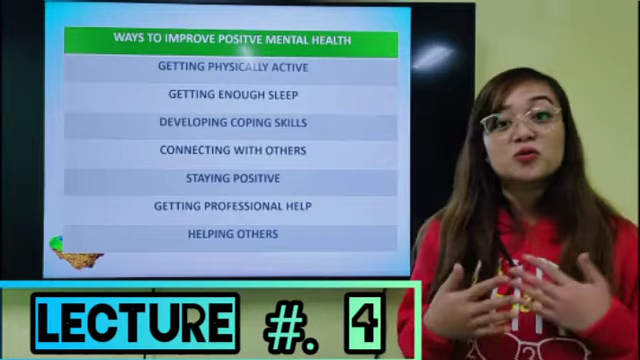 WAYS TO IMPROVE POSITVE MENTAL HEALTH
GETTING PHYSICALLY ACTIVE
GETTING ENOUGH SLEEP
DEVELOPING COPING SKILLS
CONNECTING WITH OTHERS
STAYING POSITIVE
GETTING PROFESSIONAL HELP
HELPING OTHERS
LECTURE #. 4